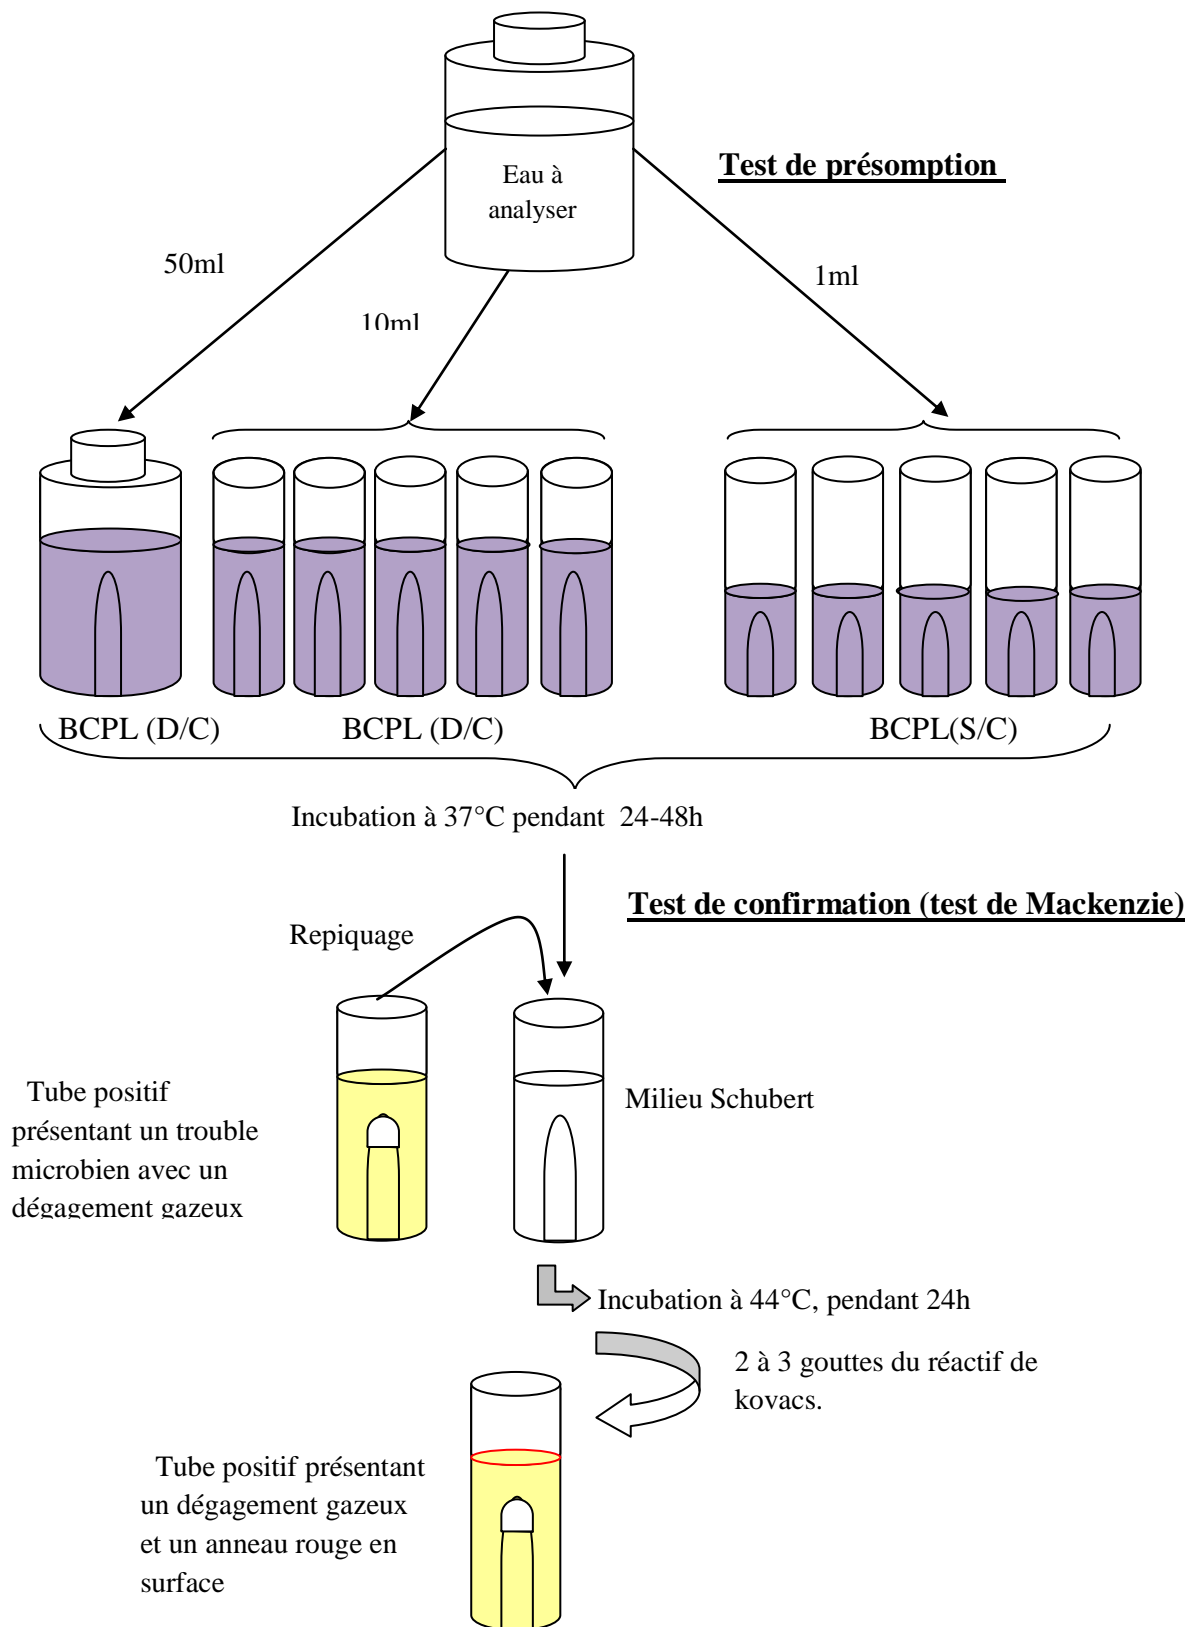 Eau à
analyser
Test de présomption
50ml
10ml
1ml
BCPL (D/C)
BCPL (D/C)
BCPL(S/C)
Incubation à 37°C pendant 24-48h
Test de confirmation (test de Mackenzie)
Repiquage
Tube positif
présentant un trouble
microbien avec un
dégagement gazeux
Milieu Schubert
Incubation à 44°C, pendant 24h
2 à 3 gouttes du réactif de
kovacs.
Tube positif présentant
un dégagement gazeux
et un anneau rouge en
surface